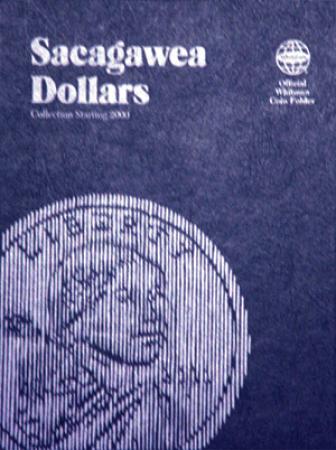 Sacagawea
Dollars
Collection Starting 2000
Official
Whitman
Coin Folder
LIBERTY